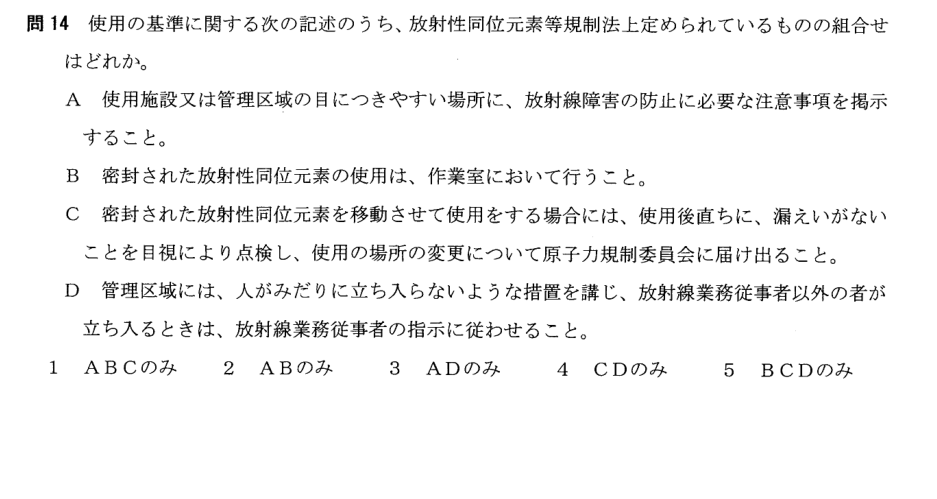 問14　使用の基準に関する次の記述のうち、放射性同位元素等規制法上定められているものの組合せ
はどれか。
Ａ　使用施設又は管理区域の目につきやすい場所に、放射線障害の防止に必要な注意事項を掲示
すること。
Ｂ　密封された放射性同位元素の使用は、作業室において行うこと。
Ｃ　密封された放射性同位元素を移動させて使用をする場合には、使用後直ちに、漏えいがない
ことを目視により点検し、使用の場所の変更について原子力規制委員会に届け出ること。
Ｄ　管理区域には、人がみだりに立ち入らないような措置を講じ、放射線業務従事者以外の者が
立ち入るときは、放射線業務従事者の指示に従わせること。
１　ＡＢＣのみ　　２　ＡＢのみ　　３　ＡＤのみ　　４　ＣＤのみ　　５　ＢＣＤのみ